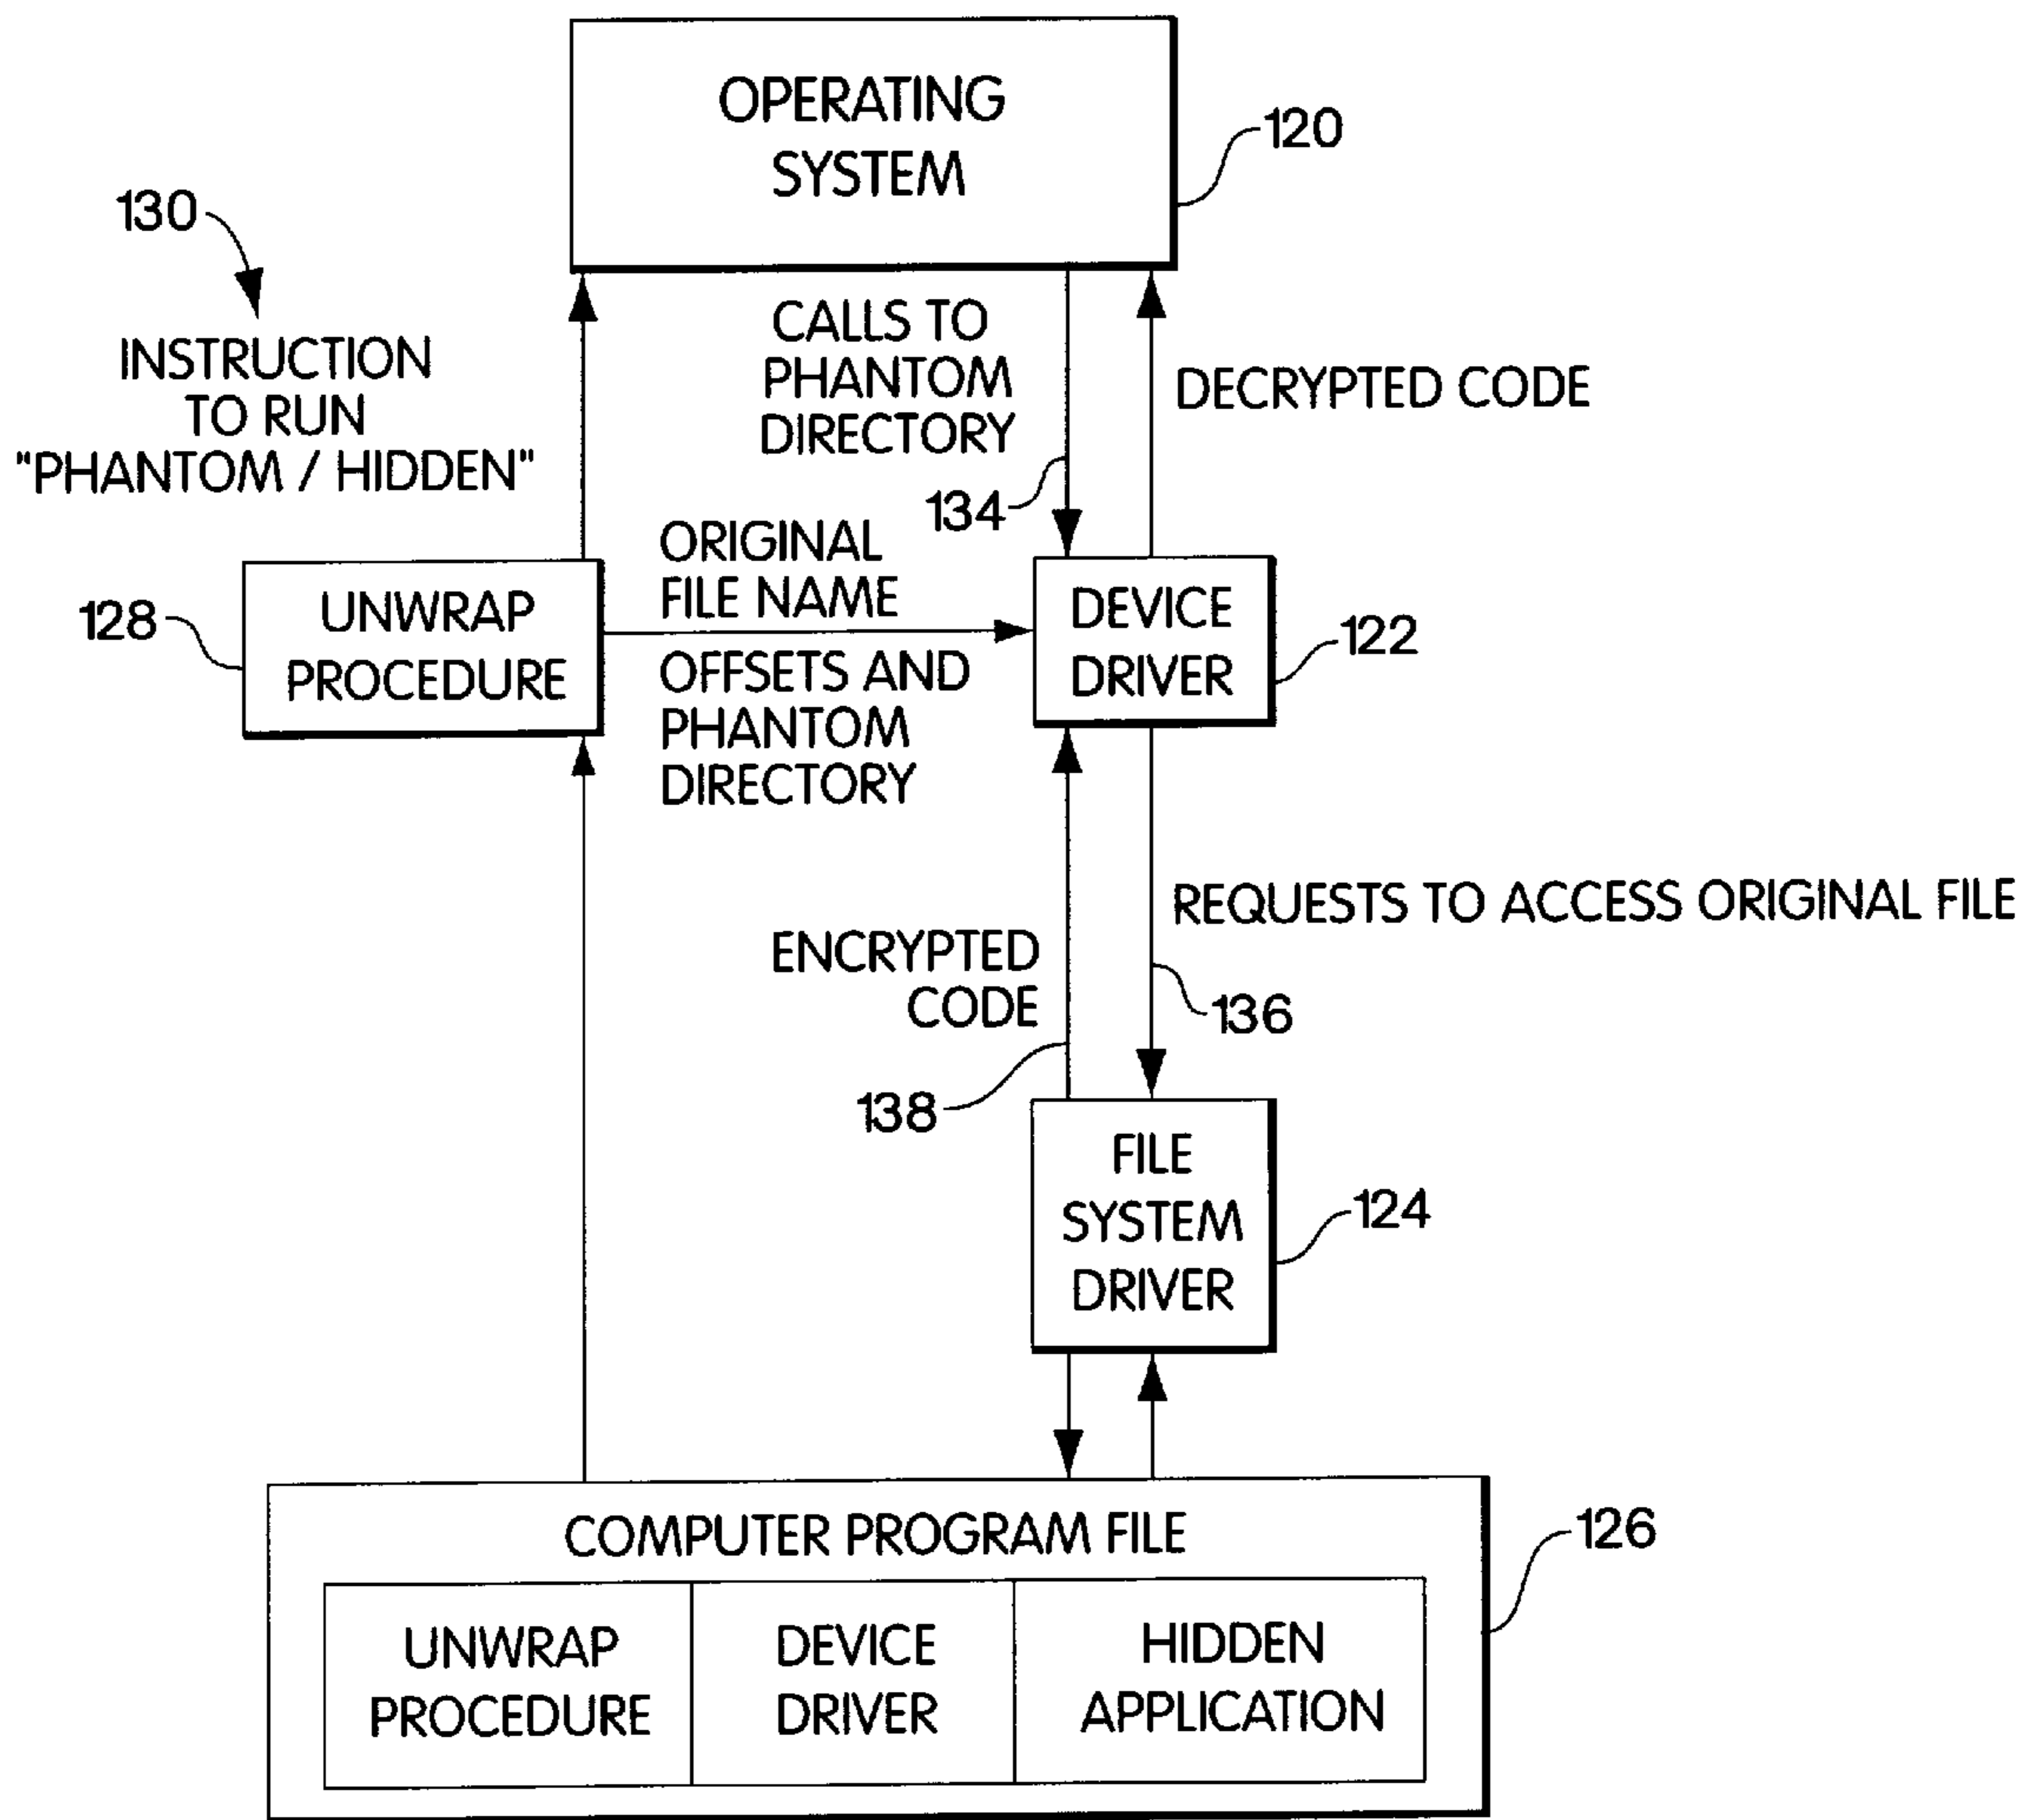 OPERATING
SYSTEM
120
130
INSTRUCTION
TO RUN
"PHANTOM / HIDDEN"
CALLS TO
PHANTOM
DIRECTORY
134
DECRYPTED CODE
UNWRAP
PROCEDURE
128
ORIGINAL
FILE NAME
OFFSETS AND
PHANTOM
DIRECTORY
DEVICE
DRIVER
122
REQUESTS TO ACCESS ORIGINAL FILE
136
ENCRYPTED
CODE
138
FILE
SYSTEM
DRIVER
124
COMPUTER PROGRAM FILE
126
UNWRAP
PROCEDURE
DEVICE
DRIVER
HIDDEN
APPLICATION